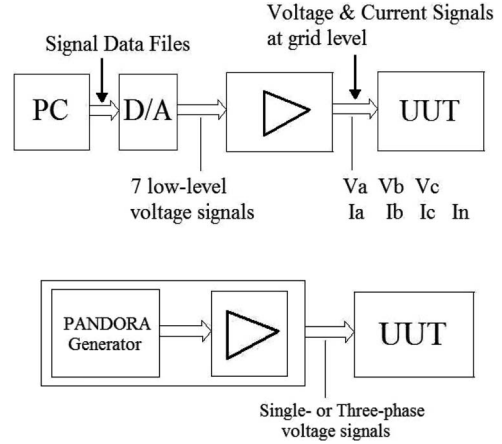 Voltage & Current Signals
at grid level
Signal Data Files
PC
D/A
UUT
7 low-level
voltage signals
Va Vb Vc
Ia Ib Ic In
PANDORA
Generator
UUT
Single- or Three-phase
voltage signals